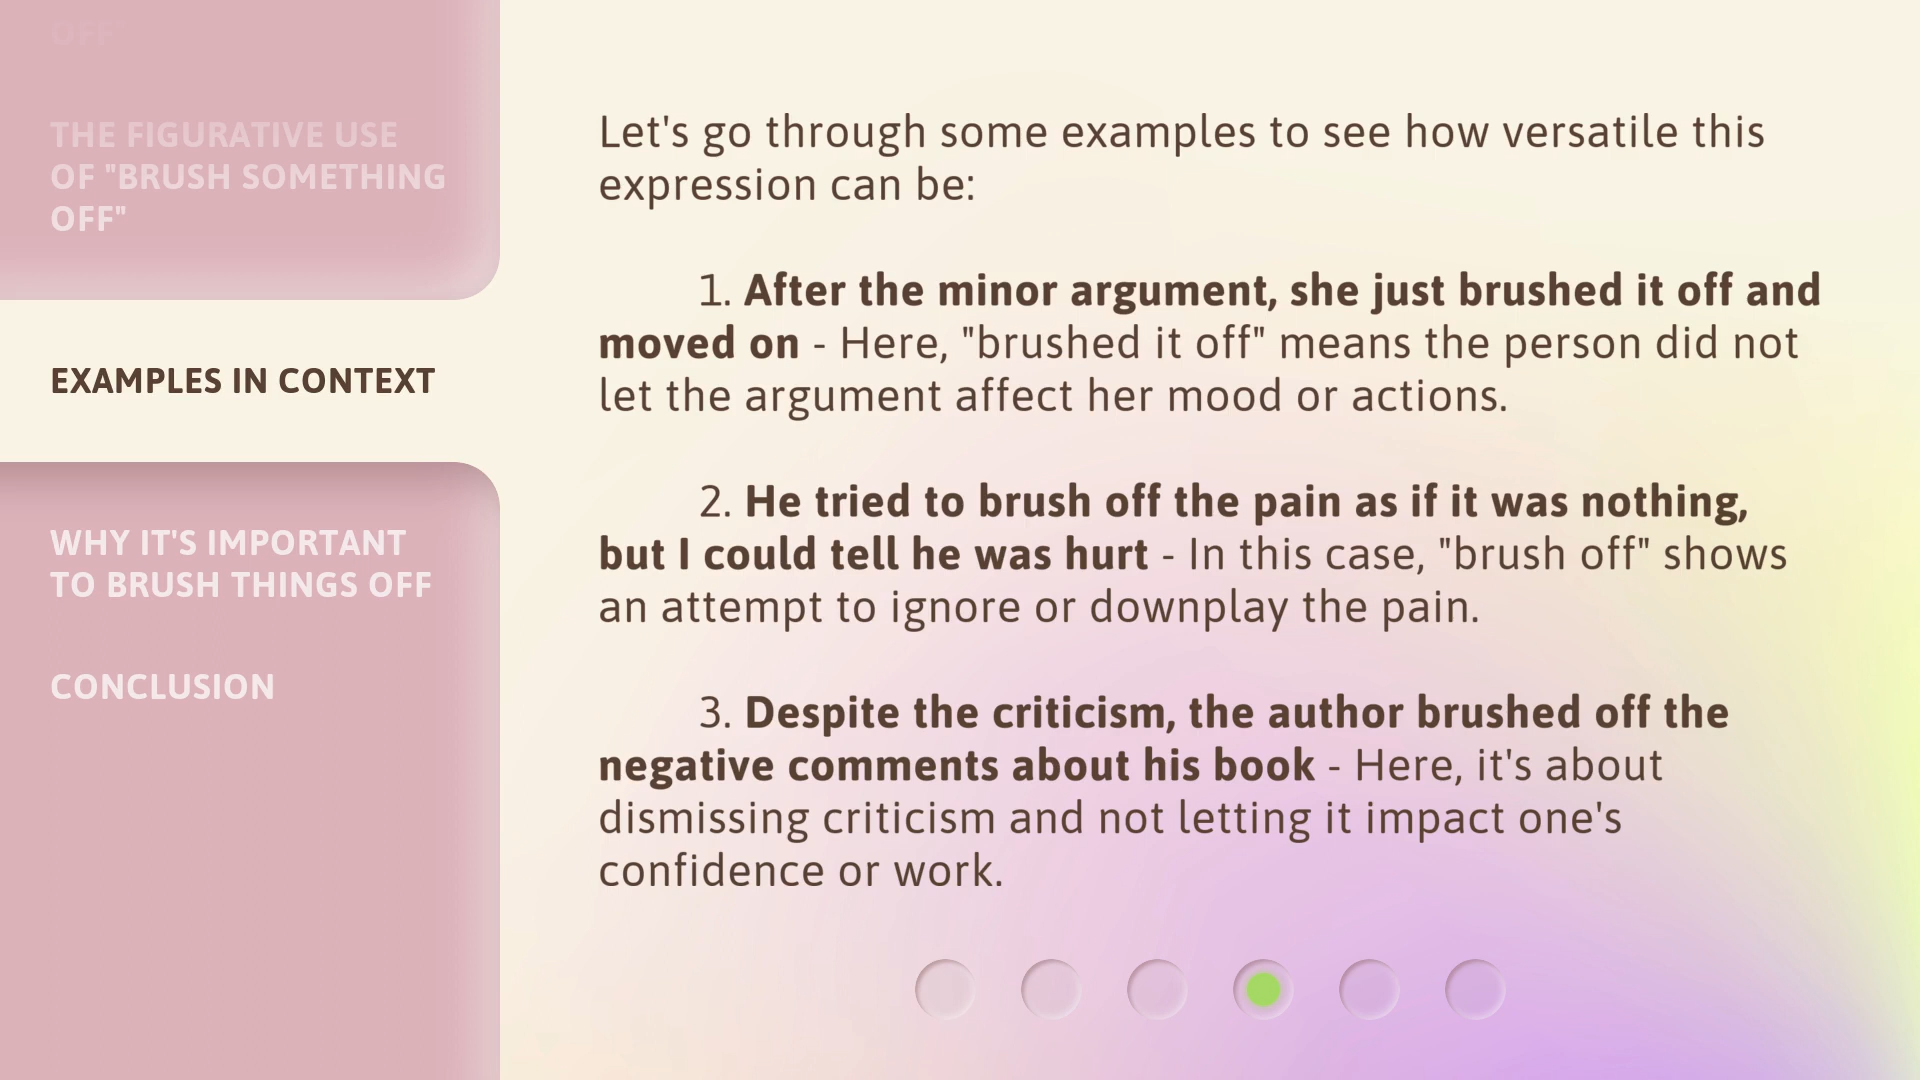 OFF
THE FIGURATIVE USE
OF "BRUSH SOMETHING
OFF"
EXAMPLES IN CONTEXT
WHY IT'S IMPORTANT
TO BRUSH THINGS OFF
CONCLUSION
Let's go through some examples to see how versatile this
expression can be:
1. After the minor argument, she just brushed it off and
moved on - Here, "brushed it off" means the person did not
let the argument affect her mood or actions.
2. He tried to brush off the pain as if it was nothing,
but I could tell he was hurt - In this case, "brush off" shows
an attempt to ignore or downplay the pain.
3. Despite the criticism, the author brushed off the
negative comments about his book - Here, it's about
dismissing criticism and not letting it impact one's
confidence or work.